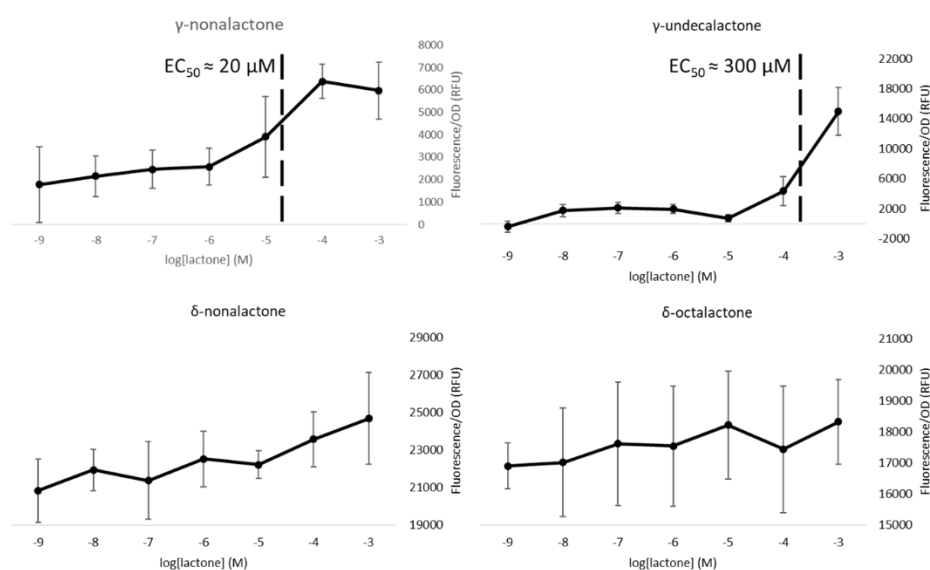 γ-nonalactone
EC50 ≈ 20 μM
8000
7000
6000
5000
4000
3000
2000
1000
0
Fluorescence/OD (RFU)
-9 -8 -7 -6 -5 -4 -3
log[lactone] (M)
γ-undecalactone
EC50 ≈ 300 μM
22000
18000
14000
10000
6000
2000
-2000
Fluorescence/OD (RFU)
-9 -8 -7 -6 -5 -4 -3
log[lactone] (M)
δ-nonalactone
29000
27000
25000
23000
21000
19000
Fluorescence/OD (RFU)
-9 -8 -7 -6 -5 -4 -3
log[lactone] (M)
δ-octalactone
21000
20000
19000
18000
17000
16000
15000
Fluorescence/OD (RFU)
-9 -8 -7 -6 -5 -4 -3
log[lactone] (M)